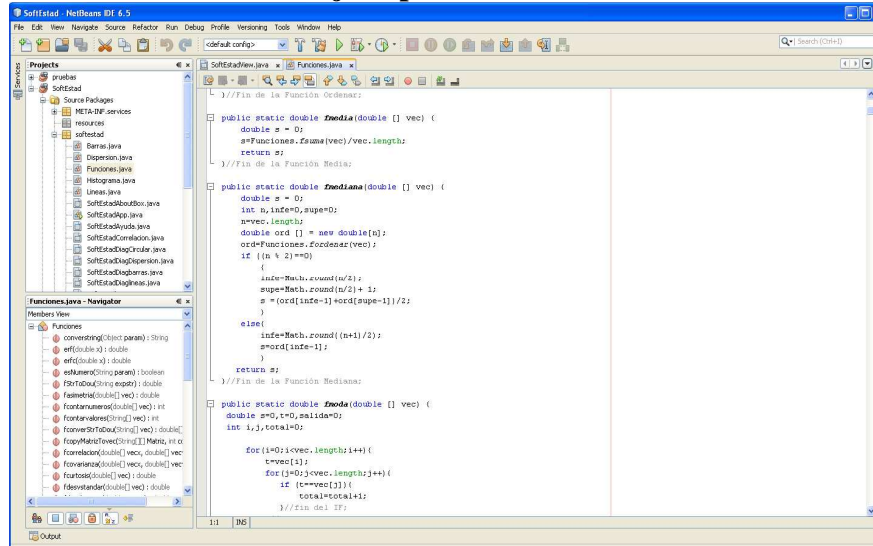 SoftEstad - NetBeans IDE 6.5
File Edit View Navigate Source Refactor Run Debug Profile Versioning Tools Window Help
<default config>
Search (Ctrl+I)
Services
Projects
pruebas
SoftEstad
Source Packages
META-INF.services
resources
softestad
Barras.java
Dispersion.java
Funciones.java
Histograma.java
Lineas.java
SoftEstadAboutBox.java
SoftEstadApp.java
SoftEstadAyuda.java
SoftEstadCorrelacion.java
SoftEstadDiagCircular.java
SoftEstadDiagDispersion.java
SoftEstadDiagbarras.java
SoftEstadDiaglineas.java
Funciones.java - Navigator
Members View
Funciones
converstring(Object param) : String
erf(double x) : double
erfc(double x) : double
esNumero(String param) : boolean
fStrToDou(String expstr) : double
fasimetria(double[] vec) : double
fcontarnumeros(double[] vec) : int
fcontarvalores(String[] vec) : int
fconverStrToDou(String[] vec) : double[]
fcopyMatrizTovec(String[][] Matriz, int co
fcorrelacion(double[] vecx, double[] vec
fcovarianza(double[] vecx, double[] vec
fcurtosis(double[] vec) : double
fdesvstandar(double[] vec) : double
SoftEstadView.java x Funciones.java x
}//Fin de la Función Ordenar;
public static double fmedia(double [] vec) {
double s = 0;
s=Funciones.fsuma(vec)/vec.length;
return s;
}//Fin de la Función Media;
public static double fmediana(double [] vec) {
double s = 0;
int n,infe=0,supe=0;
n=vec.length;
double ord [] = new double[n];
ord=Funciones.fordenar(vec);
if ((n % 2)==0)
{
infe=Math.round(n/2);
supe=Math.round(n/2)+ 1;
s =(ord[infe-1]+ord[supe-1])/2;
}
else{
infe=Math.round((n+1)/2);
s=ord[infe-1];
}
return s;
}//Fin de la Función Mediana;
public static double fmoda(double [] vec) {
double s=0,t=0,salida=0;
int i,j,total=0;
for(i=0;i<vec.length;i++){
t=vec[i];
for(j=0;j<vec.length;j++){
if (t==vec[j]){
total=total+1;
}//fin del IF;
1:1 INS
Output